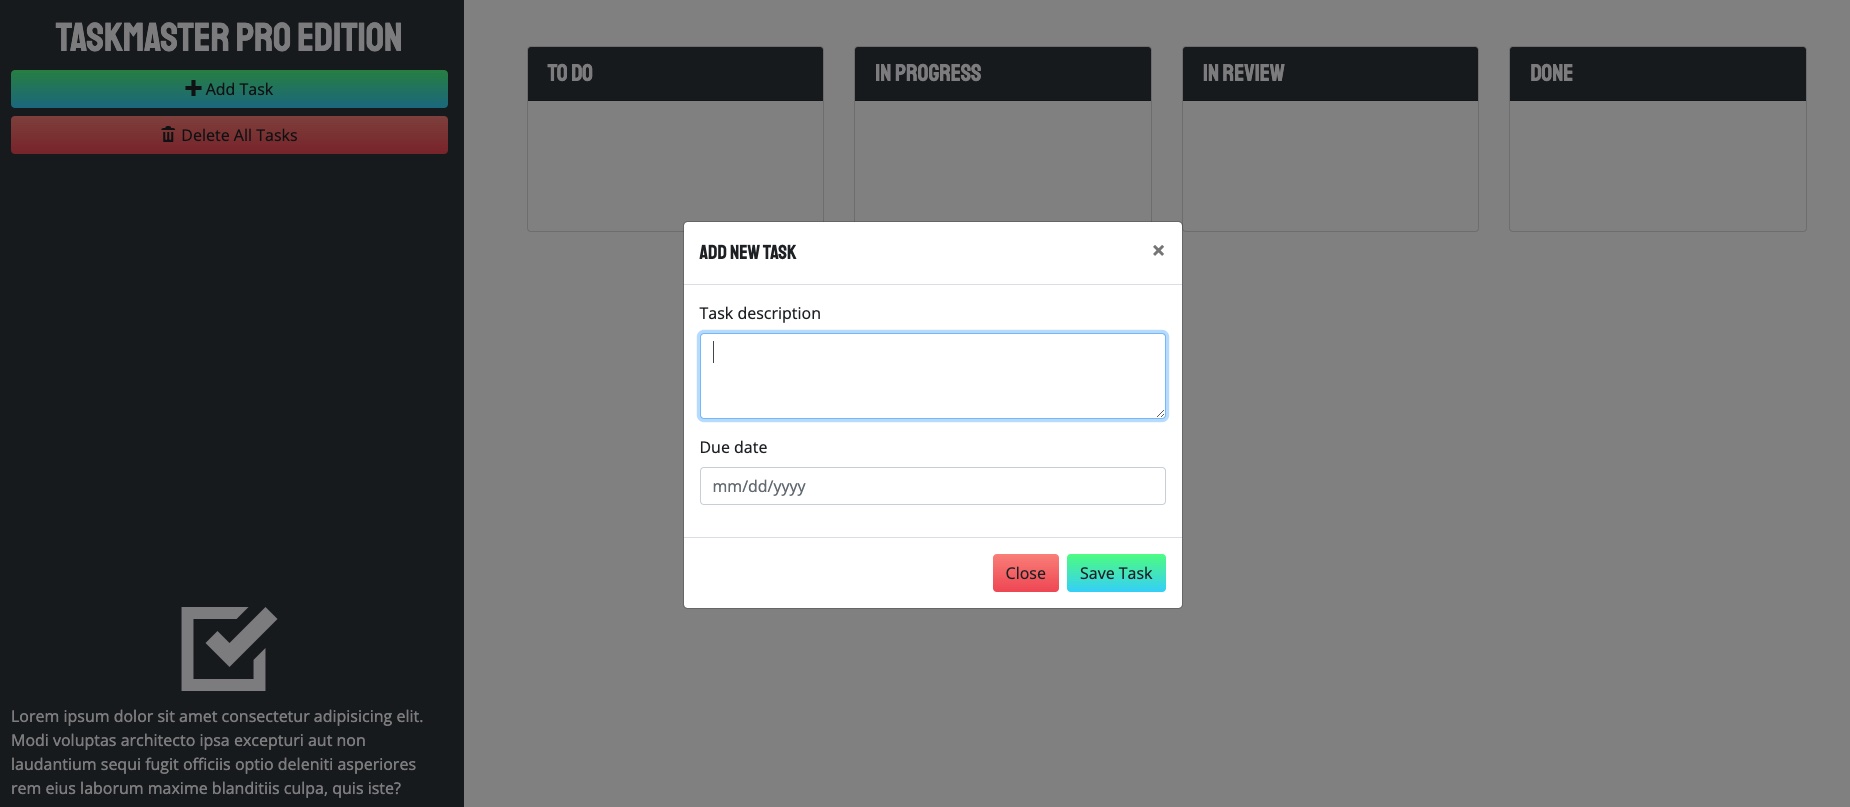 TASKMASTER PRO EDITION
Add Task
Delete All Tasks
Lorem ipsum dolor sit amet consectetur adipisicing elit.
Modi voluptas architecto ipsa excepturi aut non
laudantium sequi fugit officiis optio deleniti asperiores
rem eius laborum maxime blanditiis culpa, quis iste?
TO DO
IN PROGRESS
IN REVIEW
DONE
ADD NEW TASK
×
Task description
Due date
mm/dd/yyyy
Close
Save Task